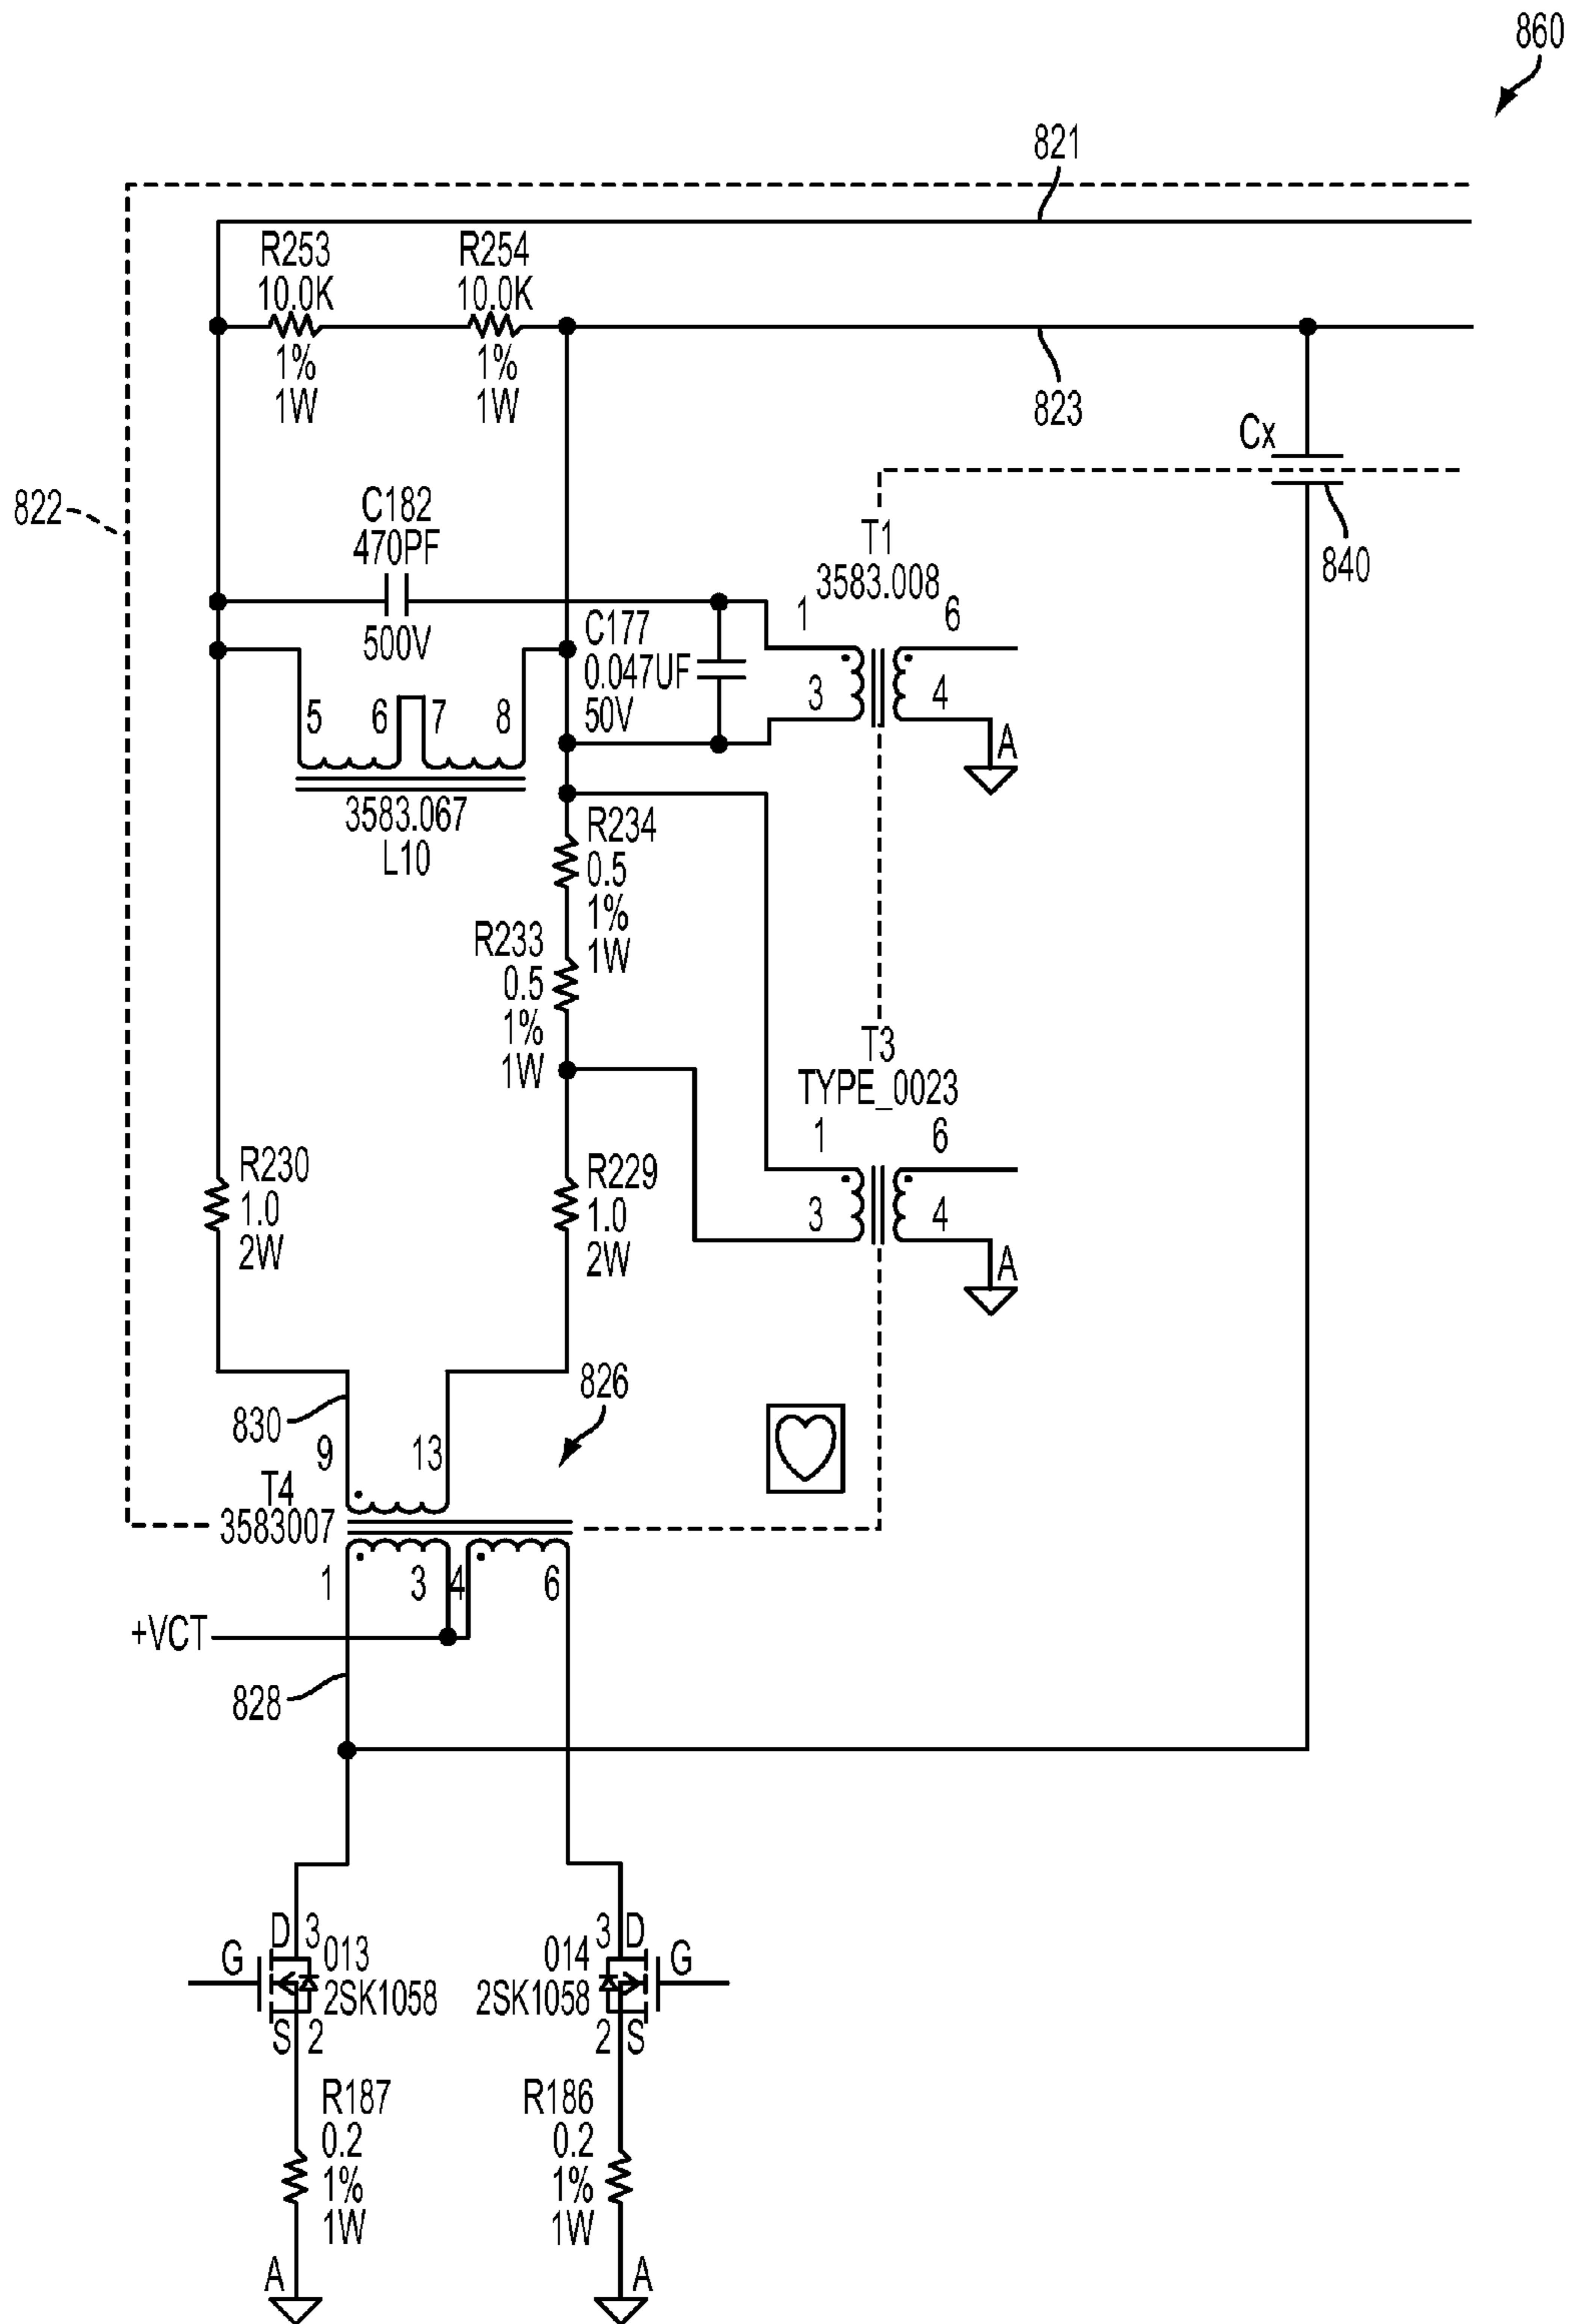 860
821
R253
10.0K
1%
1W
R254
10.0K
1%
1W
823
Cx
840
822
C182
470PF
500V
T1
3583.008
1
6
3
4
A
C177
0.047UF
50V
5
6
7
8
3583.067
L10
R234
0.5
1%
1W
R233
0.5
1%
1W
T3
TYPE_0023
1
6
3
4
A
R230
1.0
2W
R229
1.0
2W
826
830
9
13
T4
3583007
1
3
4
6
+VCT
828
G
D
3
013
2SK1058
S
2
3
D
014
G
2SK1058
2
S
R187
0.2
1%
1W
R186
0.2
1%
1W
A
A